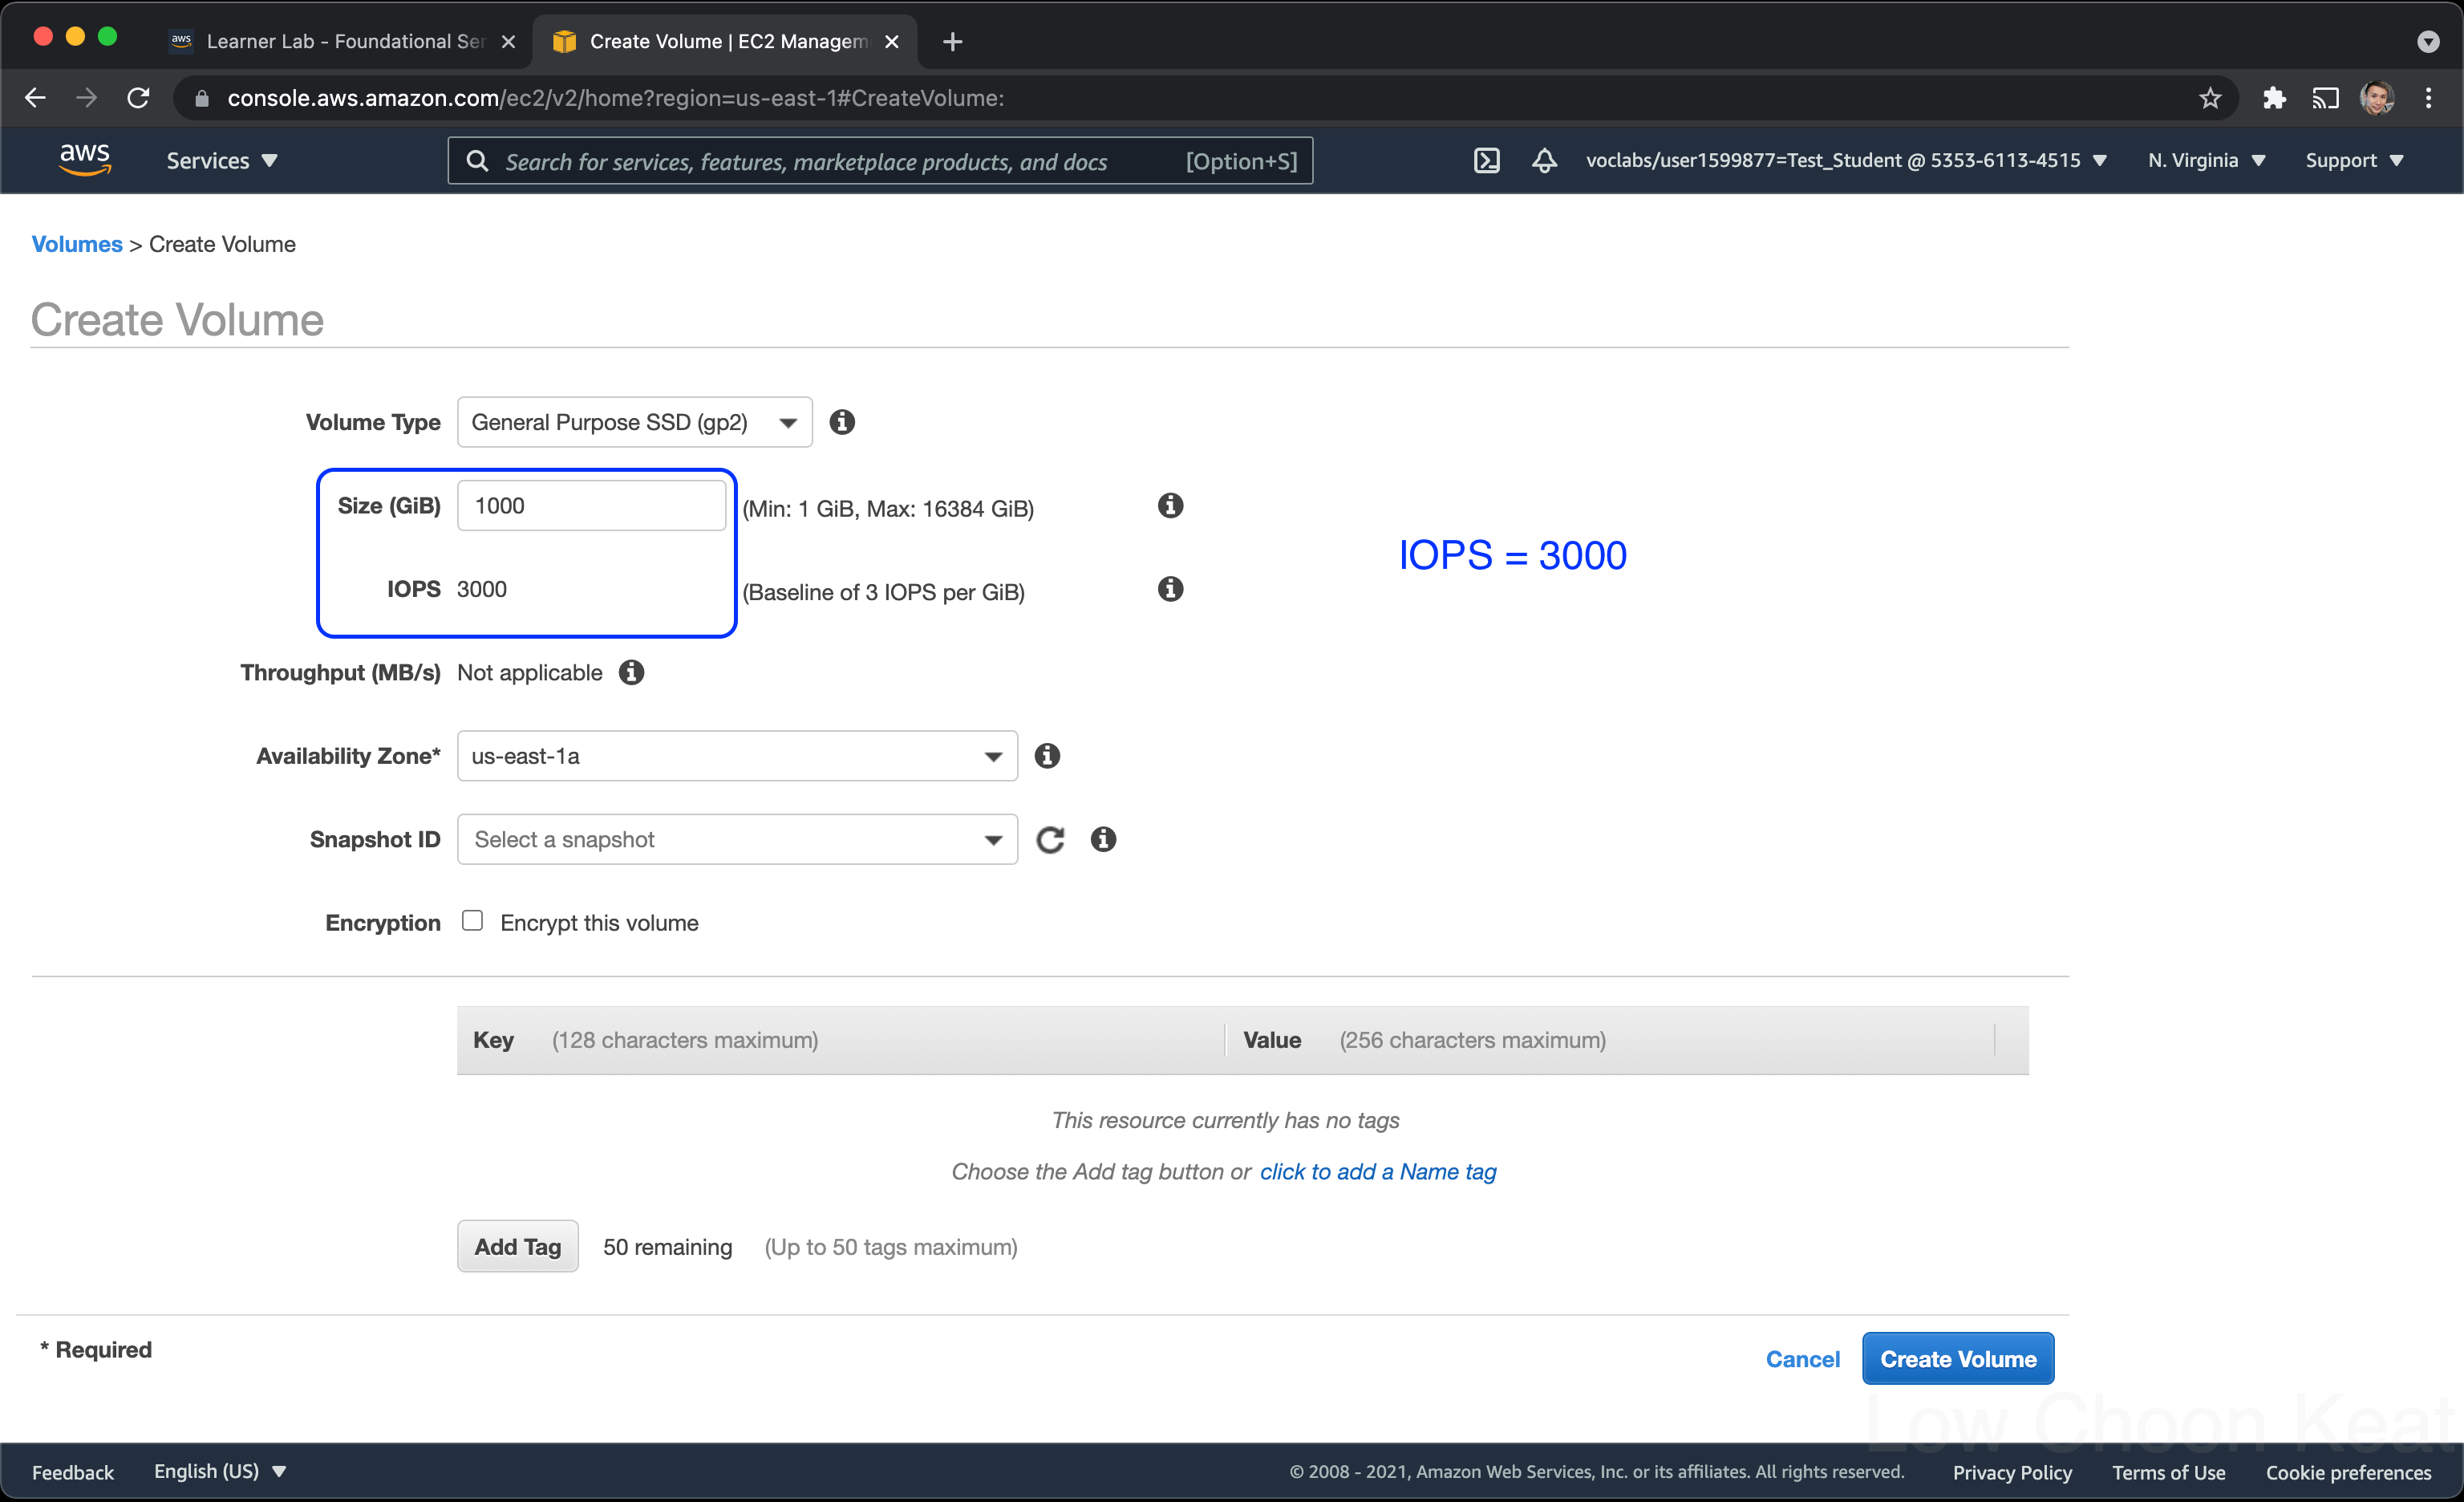 aws Learner Lab - Foundational Ser
Create Volume | EC2 Managem
console.aws.amazon.com/ec2/v2/home?region=us-east-1#CreateVolume:
aws Services Search for services, features, marketplace products, and docs [Option+S] voclabs/user1599877=Test_Student @ 5353-6113-4515 N. Virginia Support
Volumes > Create Volume
Create Volume
Volume Type General Purpose SSD (gp2)
Size (GiB) 1000 (Min: 1 GiB, Max: 16384 GiB)
IOPS = 3000
IOPS 3000 (Baseline of 3 IOPS per GiB)
Throughput (MB/s) Not applicable
Availability Zone* us-east-1a
Snapshot ID Select a snapshot
Encryption Encrypt this volume
Key (128 characters maximum) Value (256 characters maximum)
This resource currently has no tags
Choose the Add tag button or click to add a Name tag
Add Tag 50 remaining (Up to 50 tags maximum)
* Required
Cancel Create Volume
Low Choon Keat
Feedback English (US) © 2008 - 2021, Amazon Web Services, Inc. or its affiliates. All rights reserved. Privacy Policy Terms of Use Cookie preferences